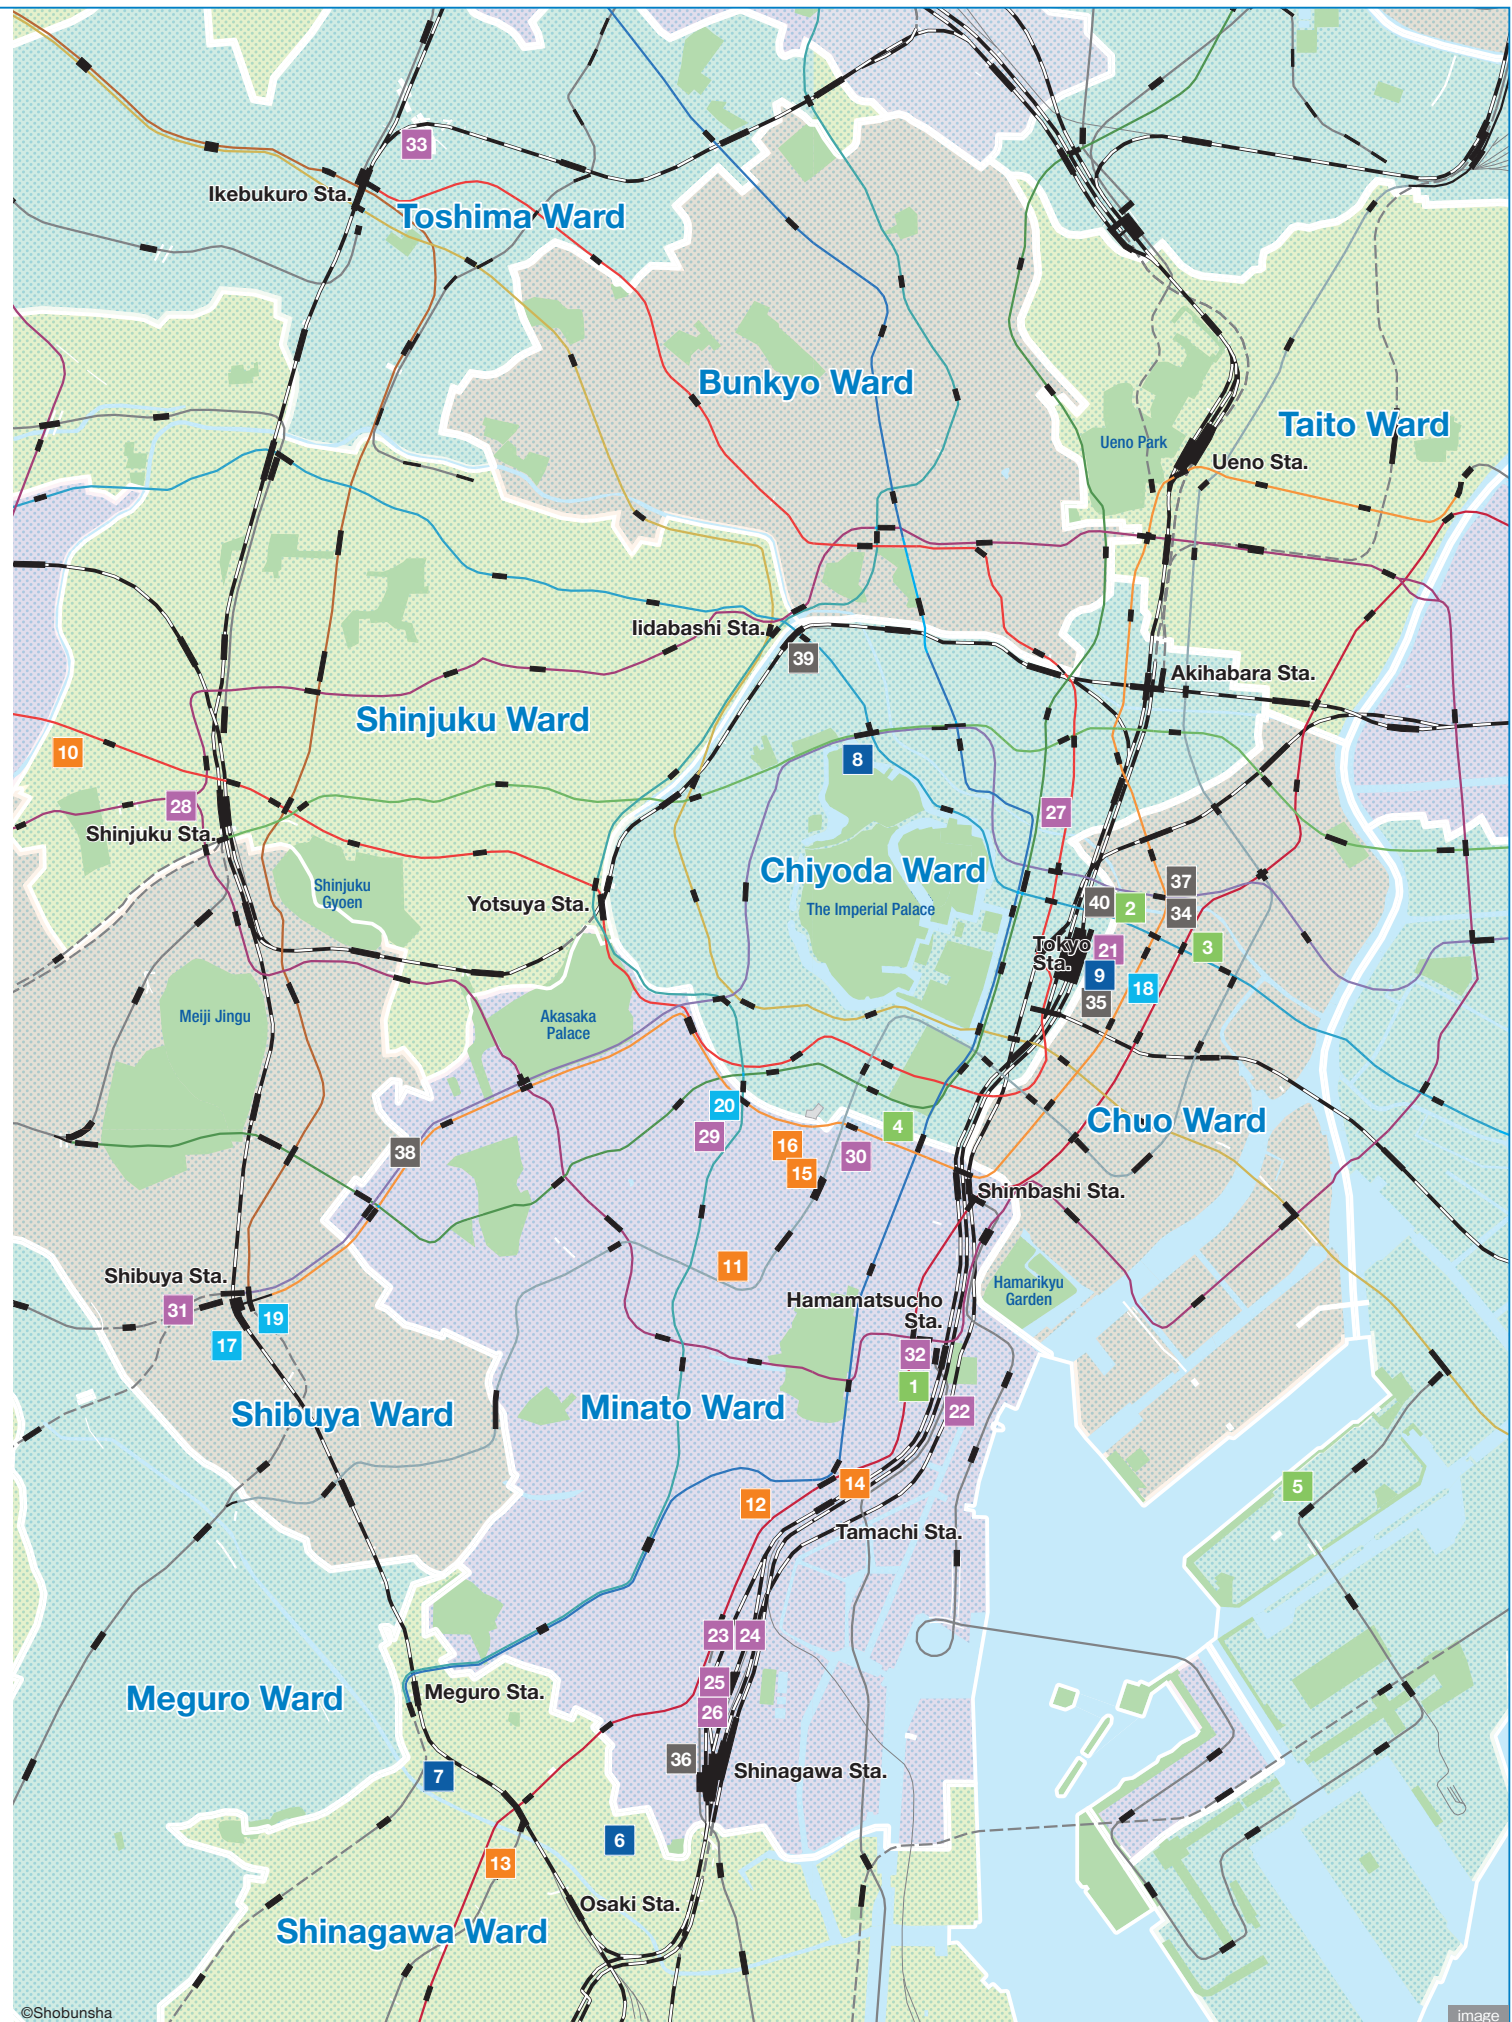 33
Ikebukuro Sta.
Toshima Ward
Bunkyo Ward
Taito Ward
Ueno Park
Ueno Sta.
Iidabashi Sta.
39
Akihabara Sta.
Shinjuku Ward
10
8
28
27
Shinjuku Sta.
Chiyoda Ward
37
Shinjuku
Gyoen
Yotsuya Sta.
The Imperial Palace
40
2
34
Tokyo
Sta.
21
3
9
18
35
Meiji Jingu
Akasaka
Palace
20
4
Chuo Ward
29
16
38
30
15
Shimbashi Sta.
11
Shibuya Sta.
Hamarikyu
Garden
31
19
Hamamatsucho
Sta.
17
32
1
Shibuya Ward
Minato Ward
22
14
5
12
Tamachi Sta.
23
24
25
Meguro Ward
Meguro Sta.
26
36
Shinagawa Sta.
7
6
13
Osaki Sta.
Shinagawa Ward
©Shobunsha
image